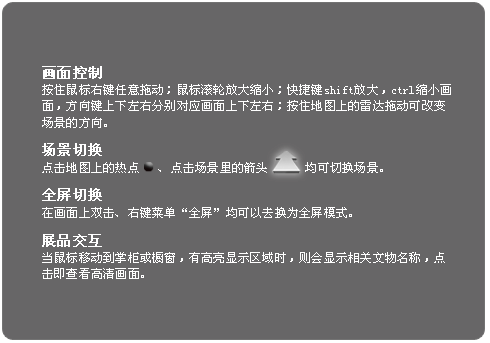 画面控制
按住鼠标右键任意拖动；鼠标滚轮放大缩小；快捷键shift放大，ctrl缩小画
面，方向键上下左右分别对应画面上下左右；按住地图上的雷达拖动可改变
场景的方向。
场景切换
点击地图上的热点、点击场景里的箭头均可切换场景。
全屏切换
在画面上双击、右键菜单“全屏”均可以去换为全屏模式。
展品交互
当鼠标移动到掌柜或橱窗，有高亮显示区域时，则会显示相关文物名称，点
击即查看高清画面。